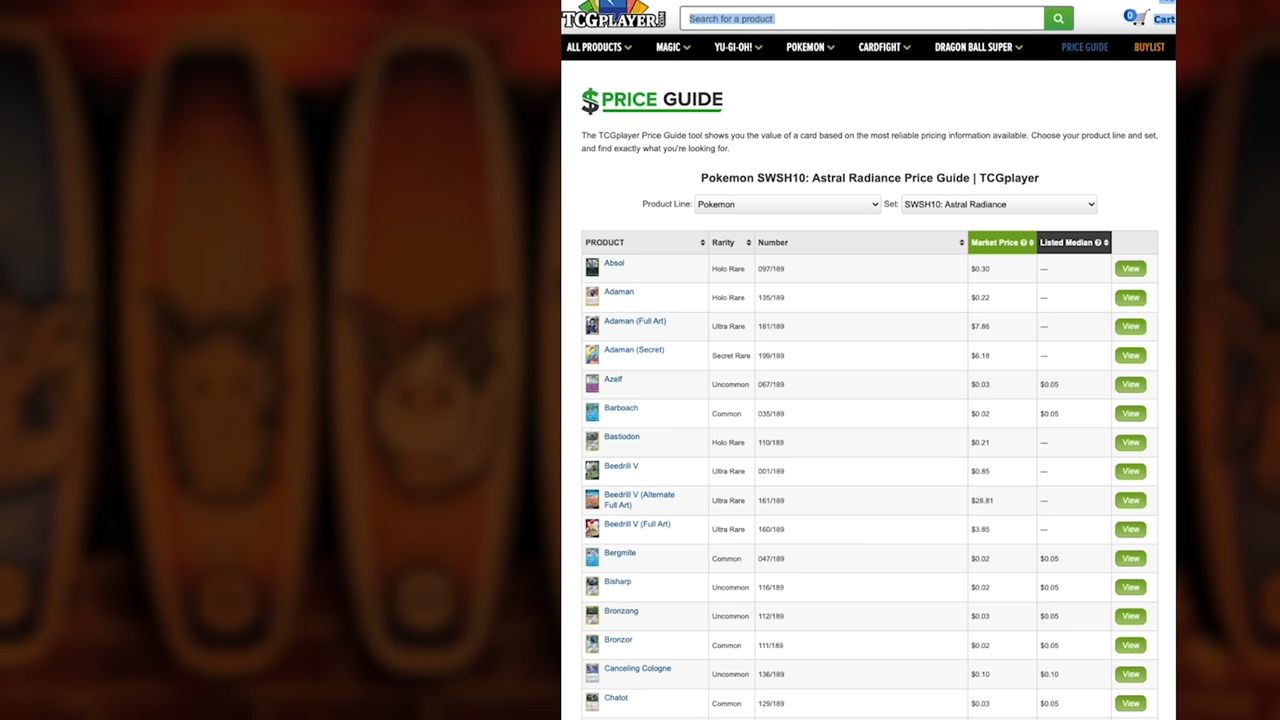 TCGPLAYER.COM
Search for a product
0
Cart
ALL PRODUCTS MAGIC YU-GI-OH! POKEMON CARDFIGHT DRAGON BALL SUPER PRICE GUIDE BUYLIST
$ PRICE GUIDE
The TCGplayer Price Guide tool shows you the value of a card based on the most reliable pricing information available. Choose your product line and set,
and find exactly what you're looking for.
Pokemon SWSH10: Astral Radiance Price Guide | TCGplayer
Product Line: Pokemon Set: SWSH10: Astral Radiance
PRODUCT Rarity Number Market Price Listed Median
Absol Holo Rare 097/189 $0.30 — View
Adaman Holo Rare 135/189 $0.22 — View
Adaman (Full Art) Ultra Rare 181/189 $7.86 — View
Adaman (Secret) Secret Rare 199/189 $6.18 — View
Azelf Uncommon 067/189 $0.03 $0.05 View
Barboach Common 035/189 $0.02 $0.05 View
Bastiodon Holo Rare 110/189 $0.21 — View
Beedrill V Ultra Rare 001/189 $0.85 — View
Beedrill V (Alternate
Full Art) Ultra Rare 161/189 $28.81 — View
Beedrill V (Full Art) Ultra Rare 160/189 $3.85 — View
Bergmite Common 047/189 $0.02 $0.05 View
Bisharp Uncommon 116/189 $0.02 $0.05 View
Bronzong Uncommon 112/189 $0.03 $0.05 View
Bronzor Common 111/189 $0.02 $0.05 View
Canceling Cologne Uncommon 136/189 $0.10 $0.10 View
Chatot Common 129/189 $0.03 $0.05 View